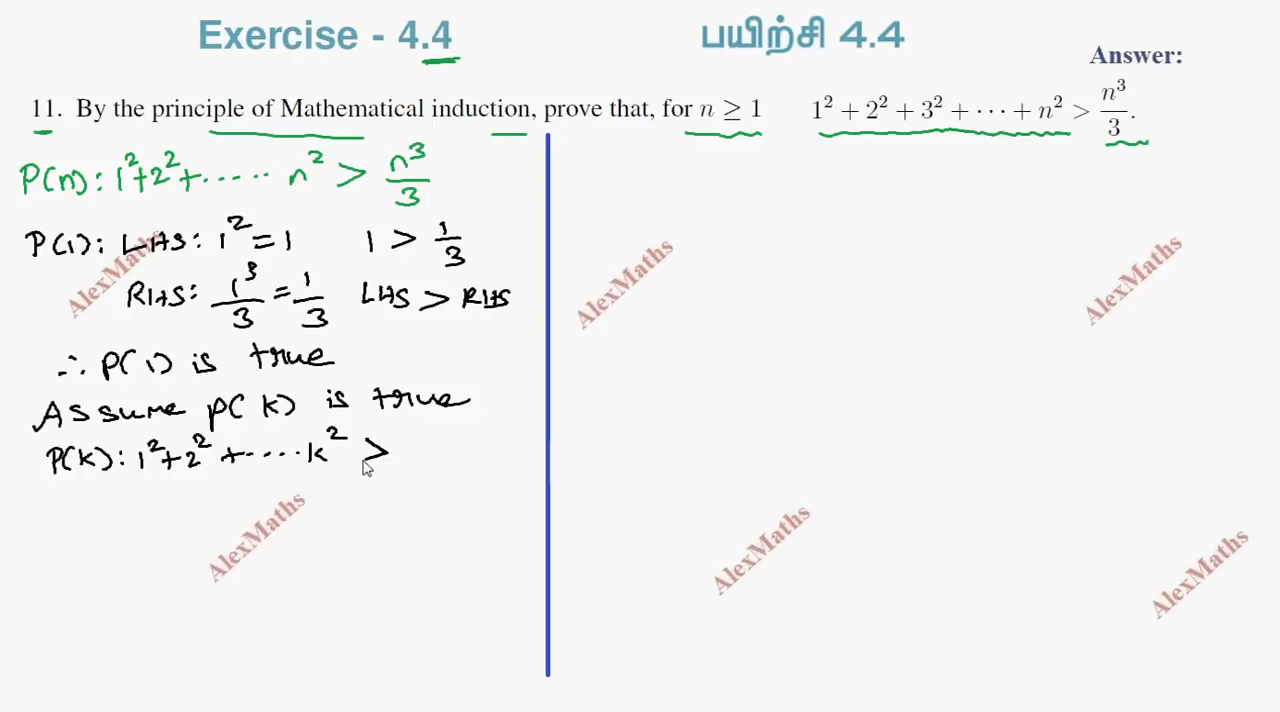 Exercise - 4.4
பயிற்சி 4.4
Answer:
11. By the principle of Mathematical induction, prove that, for n ≥ 1 1² + 2² + 3² + ⋯ + n² > n³/3.
P(n): 1²+2²+..... n² > n³/3
P(1): LHS: 1² = 1 1 > 1/3
RHS: 1³/3 = 1/3 LHS > RHS
∴ P(1) is true
Assume P(k) is true
P(k): 1²+2²+....k² >
AlexMaths
AlexMaths
AlexMaths
AlexMaths
AlexMaths
AlexMaths